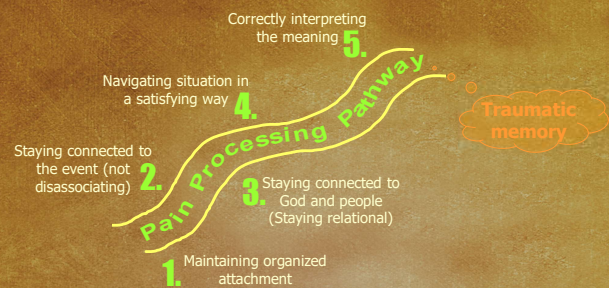 Correctly interpreting
the meaning
5.
Navigating situation in
a satisfying way
4.
Staying connected to
the event (not
disassociating)
2.
Pain Processing Pathway
3.
Staying connected to
God and people
(Staying relational)
1.
Maintaining organized
attachment
Traumatic
memory